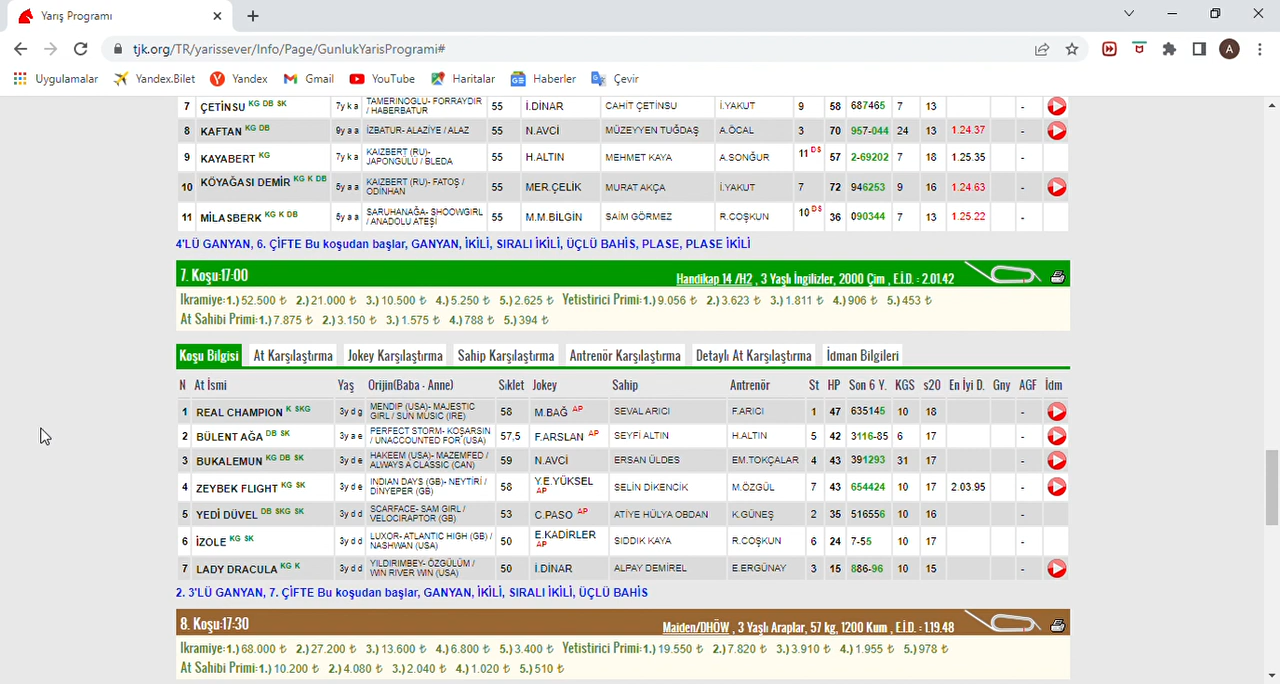 Yarış Programı
tjk.org/TR/yarissever/Info/Page/GunlukYarisProgrami#
A
Uygulamalar Yandex.Bilet Yandex Gmail YouTube Haritalar Haberler Çevir
7 ÇETİNSU KG DB SK 7y k a TAMERİNOĞLU- FORRAYDIR / HABERBATUR 55 İ.DİNAR CAHİT ÇETİNSU İ.YAKUT 9 58 687465 7 13 -
8 KAFTAN KG DB 9y a a İZBATUR- ALAZİYE / ALAZ 55 N.AVCİ MÜZEYYEN TUĞDAŞ A.ÖCAL 3 70 957-044 24 13 1.24.37 -
9 KAYABERT KG 7y k a KAIZBERT (RU)- JAPONGÜLÜ / BLEDA 55 H.ALTIN MEHMET KAYA A.SONĞUR 11 DS 57 2-69202 7 18 1.25.35 -
10 KÖYAĞASI DEMİR KG K DB 5y a a KAIZBERT (RU)- FATOŞ / ODİNHAN 55 MER.ÇELİK MURAT AKÇA İ.YAKUT 7 72 946253 9 16 1.24.63 -
11 MİLASBERK KG K DB 5y a a SARUHANAĞA- SHOOWGIRL / ANADOLU ATEŞİ 55 M.M.BİLGİN SAİM GÖRMEZ R.COŞKUN 10 DS 36 090344 7 13 1.25.22 -
4'LÜ GANYAN, 6. ÇİFTE Bu koşudan başlar, GANYAN, İKİLİ, SIRALI İKİLİ, ÜÇLÜ BAHİS, PLASE, PLASE İKİLİ
7. Koşu:17:00 Handikap 14 /H2 , 3 Yaşlı İngilizler, 2000 Çim , E.İ.D. : 2.01.42
Ikramiye:1.) 52.500 ₺ 2.) 21.000 ₺ 3.) 10.500 ₺ 4.) 5.250 ₺ 5.) 2.625 ₺ Yetistirici Primi:1.) 9.056 ₺ 2.) 3.623 ₺ 3.) 1.811 ₺ 4.) 906 ₺ 5.) 453 ₺
At Sahibi Primi:1.) 7.875 ₺ 2.) 3.150 ₺ 3.) 1.575 ₺ 4.) 788 ₺ 5.) 394 ₺
Koşu Bilgisi At Karşılaştırma Jokey Karşılaştırma Sahip Karşılaştırma Antrenör Karşılaştırma Detaylı At Karşılaştırma İdman Bilgileri
N At İsmi Yaş Orijin(Baba - Anne) Sıklet Jokey Sahip Antrenör St HP Son 6 Y. KGS s20 En İyi D. Gny AGF İdm
1 REAL CHAMPION K SKG 3y d g MENDIP (USA)- MAJESTIC GIRL / SUN MUSIC (IRE) 58 M.BAĞ AP SEVAL ARICI F.ARICI 1 47 635145 10 18 -
2 BÜLENT AĞA DB SK 3y a e PERFECT STORM- KOŞARSIN / UNACCOUNTED FOR (USA) 57,5 F.ARSLAN AP SEYFİ ALTIN H.ALTIN 5 42 3116-85 6 17 -
3 BUKALEMUN KG DB SK 3y d e HAKEEM (USA)- MAZEMFED / ALWAYS A CLASSIC (CAN) 59 N.AVCİ ERSAN ÜLDES EM.TOKÇALAR 4 43 391293 31 17 -
4 ZEYBEK FLIGHT KG SK 3y d e INDIAN DAYS (GB)- NEYTİRİ / DINYEPER (GB) 58 Y.E.YÜKSEL AP SELİN DİKENCİK M.ÖZGÜL 7 43 654424 10 17 2.03.95 -
5 YEDİ DÜVEL DB SKG SK 3y d d SCARFACE- SAM GIRL / VELOCIRAPTOR (GB) 53 C.PASO AP ATİYE HÜLYA OBDAN K.GÜNEŞ 2 35 516556 10 16 -
6 İZOLE KG SK 3y d d LUXOR- ATLANTIC HIGH (GB) / NASHWAN (USA) 50 E.KADİRLER AP SIDDIK KAYA R.COŞKUN 6 24 7-55 10 17 -
7 LADY DRACULA KG K 3y d d YILDIRIMBEY- ÖZGÜLÜM / WIN RIVER WIN (USA) 50 İ.DİNAR ALPAY DEMİREL E.ERGÜNAY 3 15 886-96 10 15 -
2. 3'LÜ GANYAN, 7. ÇİFTE Bu koşudan başlar, GANYAN, İKİLİ, SIRALI İKİLİ, ÜÇLÜ BAHİS
8. Koşu:17:30 Maiden/DHÖW , 3 Yaşlı Araplar, 57 kg, 1200 Kum , E.İ.D. : 1.19.48
Ikramiye:1.) 68.000 ₺ 2.) 27.200 ₺ 3.) 13.600 ₺ 4.) 6.800 ₺ 5.) 3.400 ₺ Yetistirici Primi:1.) 19.550 ₺ 2.) 7.820 ₺ 3.) 3.910 ₺ 4.) 1.955 ₺ 5.) 978 ₺
At Sahibi Primi:1.) 10.200 ₺ 2.) 4.080 ₺ 3.) 2.040 ₺ 4.) 1.020 ₺ 5.) 510 ₺